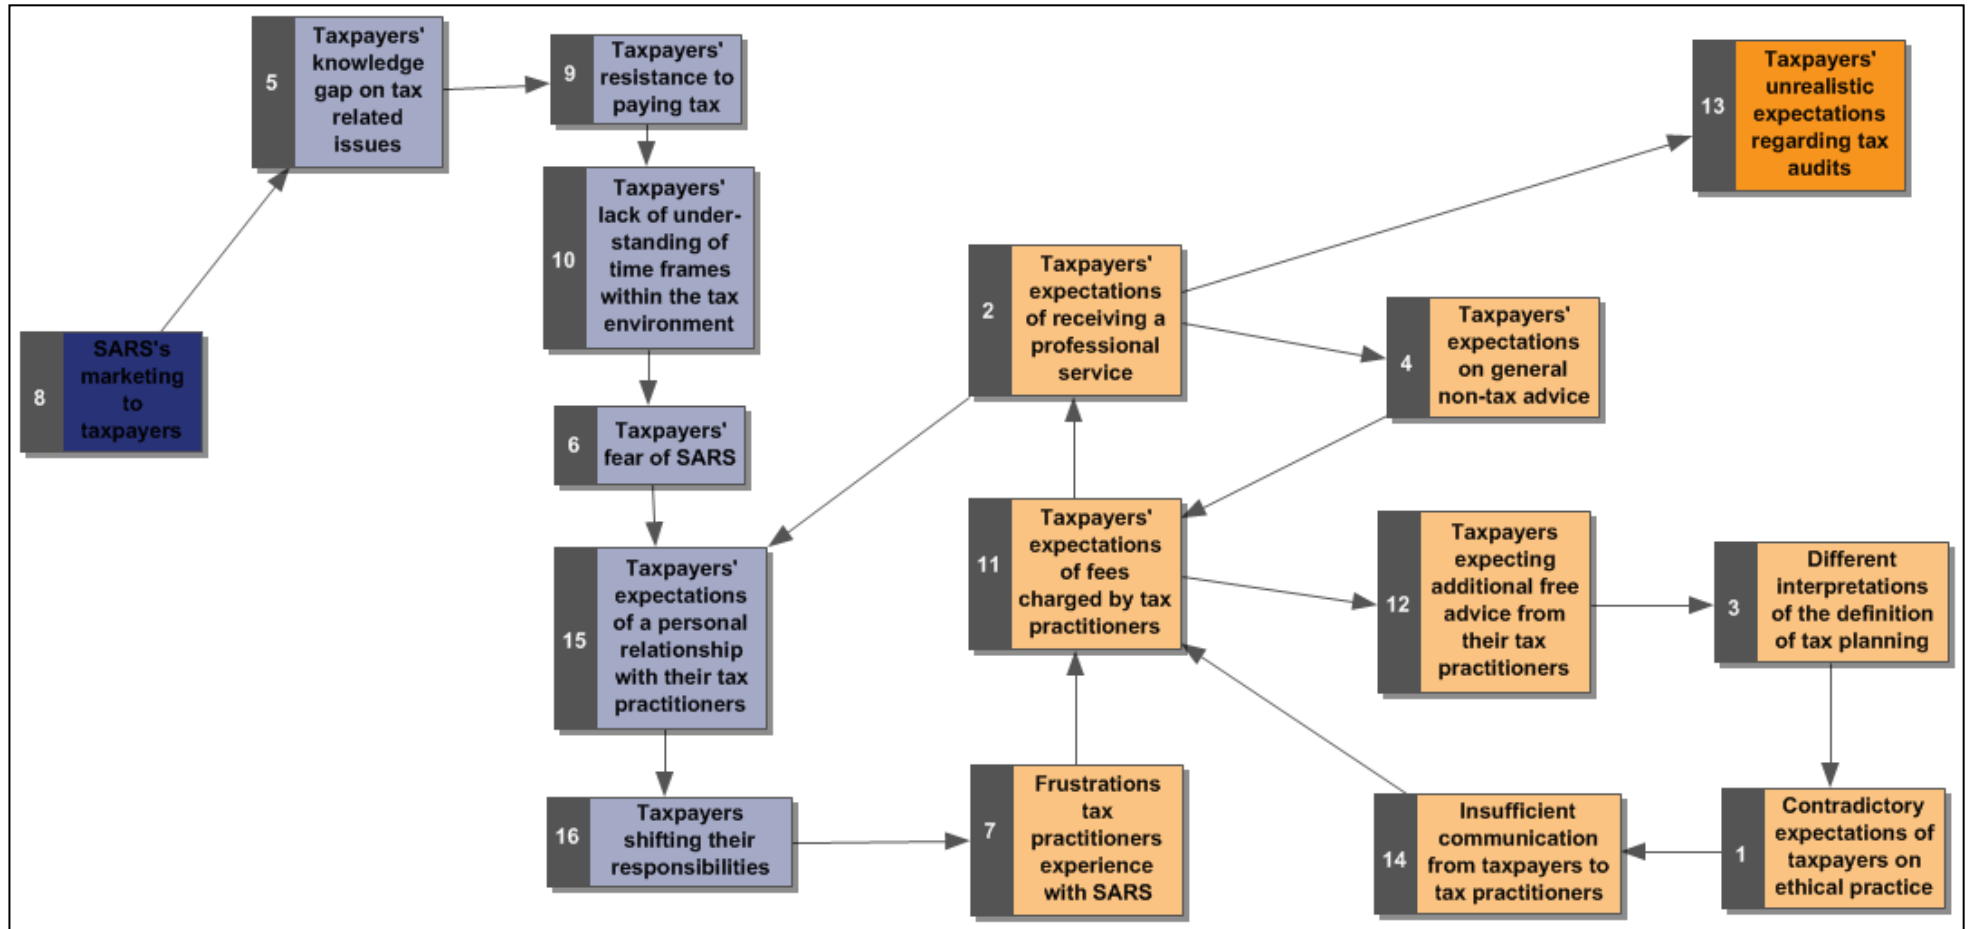 5
Taxpayers'
knowledge
gap on tax
related
issues
9
Taxpayers'
resistance to
paying tax
13
Taxpayers'
unrealistic
expectations
regarding tax
audits
10
Taxpayers'
lack of under-
standing of
time frames
within the tax
environment
2
Taxpayers'
expectations
of receiving a
professional
service
4
Taxpayers'
expectations
on general
non-tax advice
8
SARS's
marketing
to
taxpayers
6
Taxpayers'
fear of SARS
11
Taxpayers'
expectations
of fees
charged by tax
practitioners
12
Taxpayers
expecting
additional free
advice from
their tax
practitioners
3
Different
interpretations
of the definition
of tax planning
15
Taxpayers'
expectations
of a personal
relationship
with their tax
practitioners
16
Taxpayers
shifting their
responsibilities
7
Frustrations
tax
practitioners
experience
with SARS
14
Insufficient
communication
from taxpayers to
tax practitioners
1
Contradictory
expectations of
taxpayers on
ethical practice